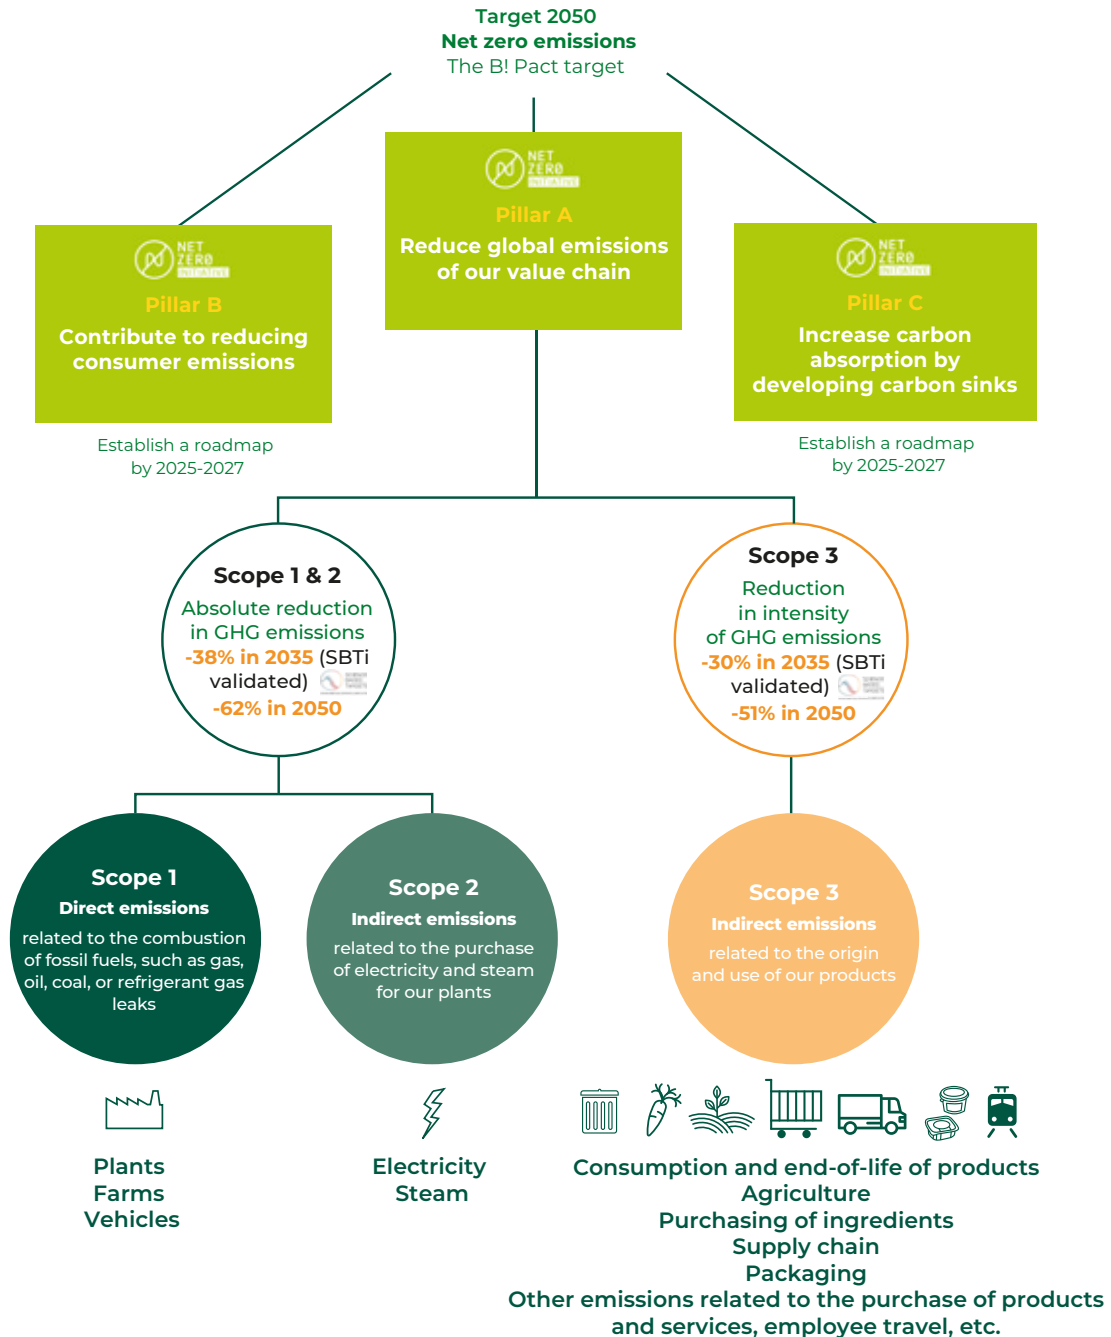 Target 2050
Net zero emissions
The B! Pact target
NET
ZERO
INITIATIVE
Pillar A
Reduce global emissions
of our value chain
NET
ZERO
INITIATIVE
Pillar B
Contribute to reducing
consumer emissions
Establish a roadmap
by 2025-2027
NET
ZERO
INITIATIVE
Pillar C
Increase carbon
absorption by
developing carbon sinks
Establish a roadmap
by 2025-2027
Scope 1 & 2
Absolute reduction
in GHG emissions
-38% in 2035 (SBTi
validated)
-62% in 2050
Scope 3
Reduction
in intensity
of GHG emissions
-30% in 2035 (SBTi
validated)
-51% in 2050
Scope 1
Direct emissions
related to the combustion
of fossil fuels, such as gas,
oil, coal, or refrigerant gas
leaks
Scope 2
Indirect emissions
related to the purchase
of electricity and steam
for our plants
Scope 3
Indirect emissions
related to the origin
and use of our products
Plants
Farms
Vehicles
Electricity
Steam
Consumption and end-of-life of products
Agriculture
Purchasing of ingredients
Supply chain
Packaging
Other emissions related to the purchase of products
and services, employee travel, etc.